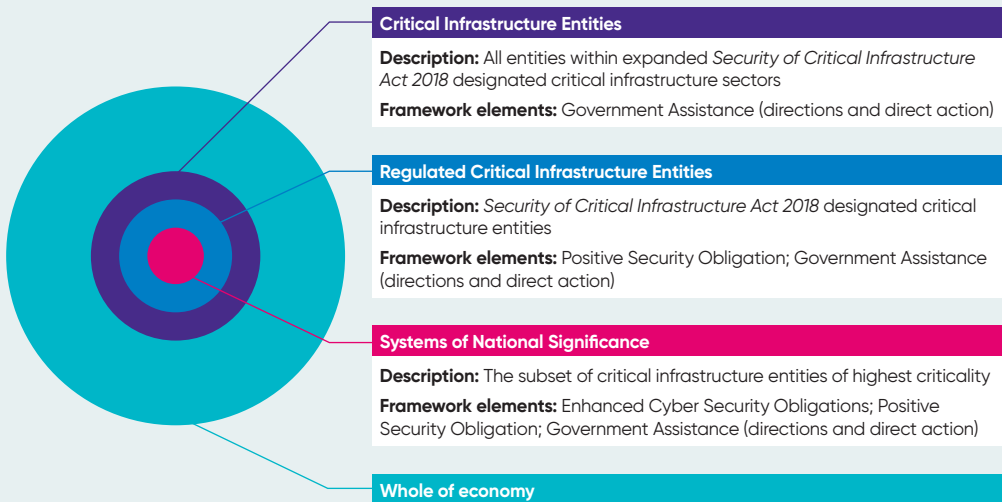 Critical Infrastructure Entities
Description: All entities within expanded Security of Critical Infrastructure
Act 2018 designated critical infrastructure sectors
Framework elements: Government Assistance (directions and direct action)
Regulated Critical Infrastructure Entities
Description: Security of Critical Infrastructure Act 2018 designated critical
infrastructure entities
Framework elements: Positive Security Obligation; Government Assistance
(directions and direct action)
Systems of National Significance
Description: The subset of critical infrastructure entities of highest criticality
Framework elements: Enhanced Cyber Security Obligations; Positive
Security Obligation; Government Assistance (directions and direct action)
Whole of economy